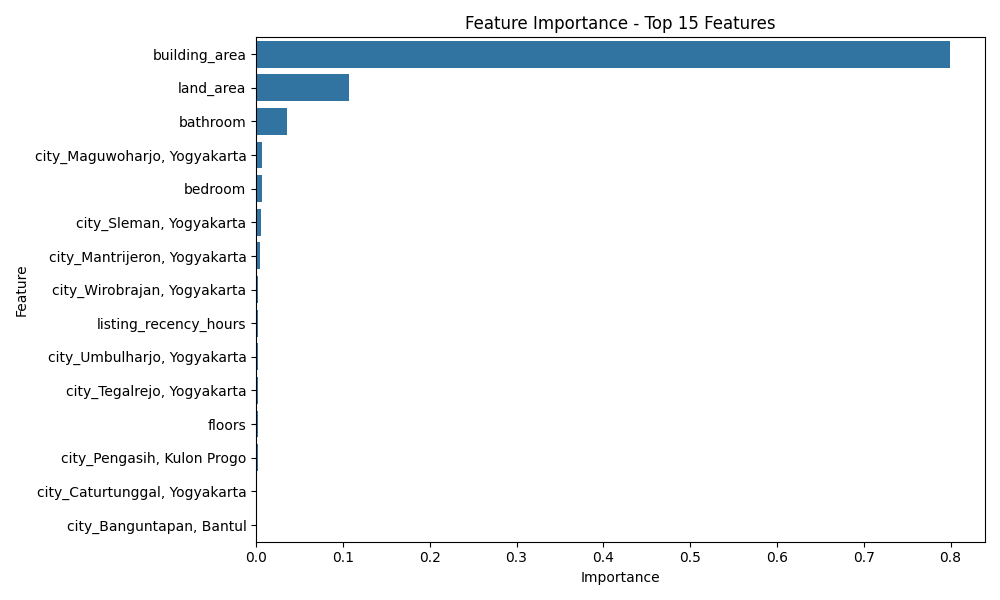 Feature Importance - Top 15 Features
Feature
building_area
land_area
bathroom
city_Maguwoharjo, Yogyakarta
bedroom
city_Sleman, Yogyakarta
city_Mantrijeron, Yogyakarta
city_Wirobrajan, Yogyakarta
listing_recency_hours
city_Umbulharjo, Yogyakarta
city_Tegalrejo, Yogyakarta
floors
city_Pengasih, Kulon Progo
city_Caturtunggal, Yogyakarta
city_Banguntapan, Bantul
0.0 0.1 0.2 0.3 0.4 0.5 0.6 0.7 0.8
Importance